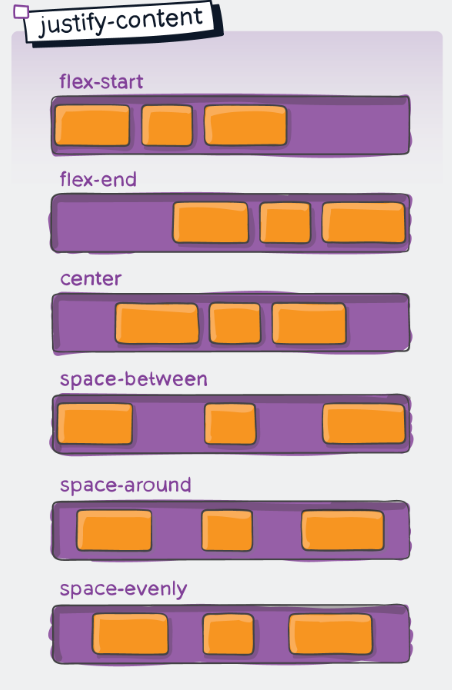 justify-content
flex-start
flex-end
center
space-between
space-around
space-evenly